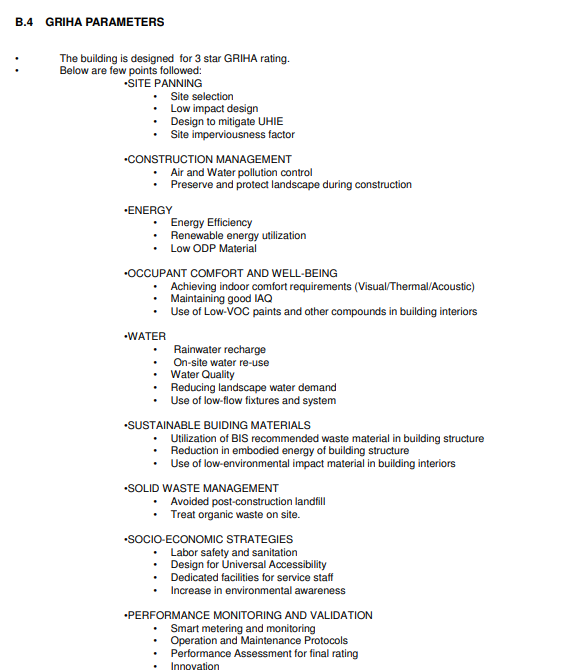 B.4 GRIHA PARAMETERS
• The building is designed for 3 star GRIHA rating.
• Below are few points followed:
•SITE PANNING
• Site selection
• Low impact design
• Design to mitigate UHIE
• Site imperviousness factor
•CONSTRUCTION MANAGEMENT
• Air and Water pollution control
• Preserve and protect landscape during construction
•ENERGY
• Energy Efficiency
• Renewable energy utilization
• Low ODP Material
•OCCUPANT COMFORT AND WELL-BEING
• Achieving indoor comfort requirements (Visual/Thermal/Acoustic)
• Maintaining good IAQ
• Use of Low-VOC paints and other compounds in building interiors
•WATER
• Rainwater recharge
• On-site water re-use
• Water Quality
• Reducing landscape water demand
• Use of low-flow fixtures and system
•SUSTAINABLE BUIDING MATERIALS
• Utilization of BIS recommended waste material in building structure
• Reduction in embodied energy of building structure
• Use of low-environmental impact material in building interiors
•SOLID WASTE MANAGEMENT
• Avoided post-construction landfill
• Treat organic waste on site.
•SOCIO-ECONOMIC STRATEGIES
• Labor safety and sanitation
• Design for Universal Accessibility
• Dedicated facilities for service staff
• Increase in environmental awareness
•PERFORMANCE MONITORING AND VALIDATION
• Smart metering and monitoring
• Operation and Maintenance Protocols
• Performance Assessment for final rating
• Innovation